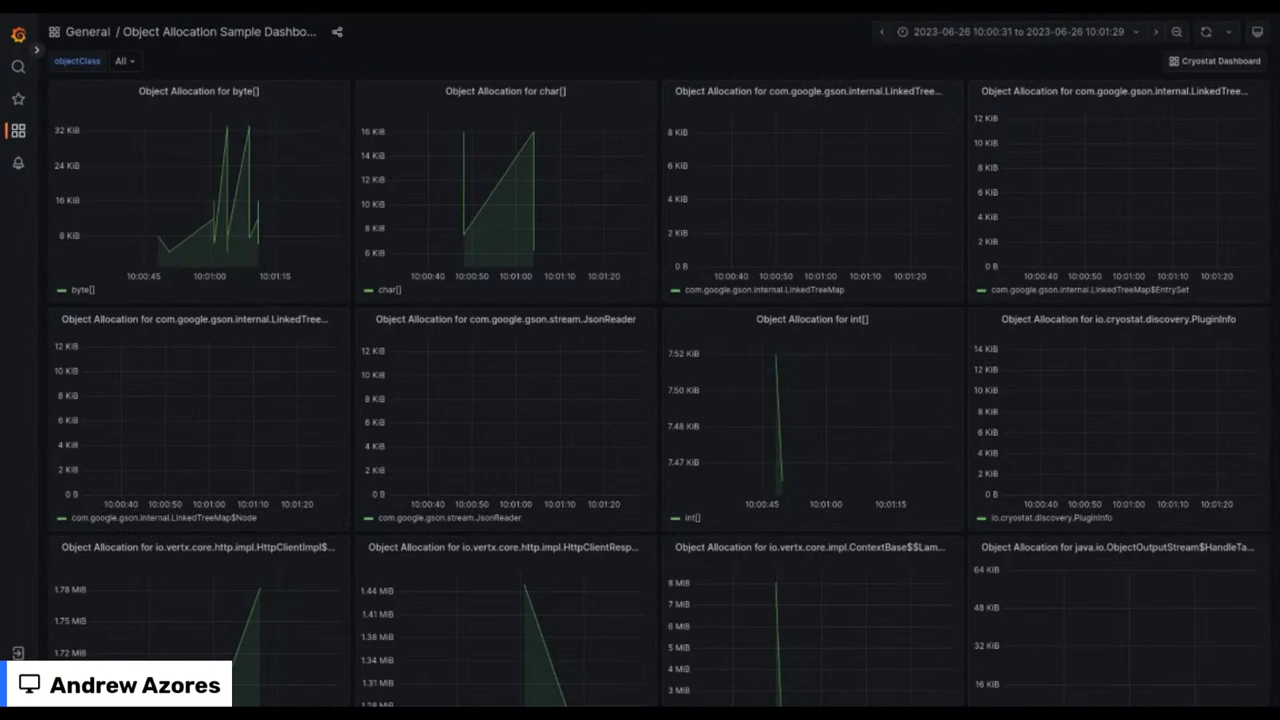 General / Object Allocation Sample Dashbo...
2023-06-26 10:00:31 to 2023-06-26 10:01:29
objectClass All
Cryostat Dashboard
Object Allocation for byte[]
32 KiB
24 KiB
16 KiB
8 KiB
10:00:45 10:01:00 10:01:15
byte[]
Object Allocation for char[]
16 KiB
14 KiB
12 KiB
10 KiB
8 KiB
6 KiB
10:00:40 10:00:50 10:01:00 10:01:10 10:01:20
char[]
Object Allocation for com.google.gson.internal.LinkedTree...
8 KiB
6 KiB
4 KiB
2 KiB
0 B
10:00:40 10:00:50 10:01:00 10:01:10 10:01:20
com.google.gson.internal.LinkedTreeMap
Object Allocation for com.google.gson.internal.LinkedTree...
12 KiB
10 KiB
8 KiB
6 KiB
4 KiB
2 KiB
0 B
10:00:40 10:00:50 10:01:00 10:01:10 10:01:20
com.google.gson.internal.LinkedTreeMap$EntrySet
Object Allocation for com.google.gson.internal.LinkedTree...
12 KiB
10 KiB
8 KiB
6 KiB
4 KiB
2 KiB
0 B
10:00:40 10:00:50 10:01:00 10:01:10 10:01:20
com.google.gson.internal.LinkedTreeMap$Node
Object Allocation for com.google.gson.stream.JsonReader
12 KiB
10 KiB
8 KiB
6 KiB
4 KiB
2 KiB
0 B
10:00:40 10:00:50 10:01:00 10:01:10 10:01:20
com.google.gson.stream.JsonReader
Object Allocation for int[]
7.52 KiB
7.50 KiB
7.48 KiB
7.47 KiB
10:00:45 10:01:00 10:01:15
int[]
Object Allocation for io.cryostat.discovery.PluginInfo
14 KiB
12 KiB
10 KiB
8 KiB
6 KiB
4 KiB
2 KiB
0 B
10:00:40 10:00:50 10:01:00 10:01:10 10:01:20
io.cryostat.discovery.PluginInfo
Object Allocation for io.vertx.core.http.impl.HttpClientImpl$...
1.78 MiB
1.75 MiB
1.72 MiB
Object Allocation for io.vertx.core.http.impl.HttpClientResp...
1.44 MiB
1.41 MiB
1.38 MiB
1.34 MiB
1.31 MiB
1.28 MiB
Object Allocation for io.vertx.core.impl.ContextBase$$Lam...
8 MiB
7 MiB
6 MiB
5 MiB
4 MiB
3 MiB
Object Allocation for java.io.ObjectOutputStream$HandleTa...
64 KiB
48 KiB
32 KiB
16 KiB
Andrew Azores